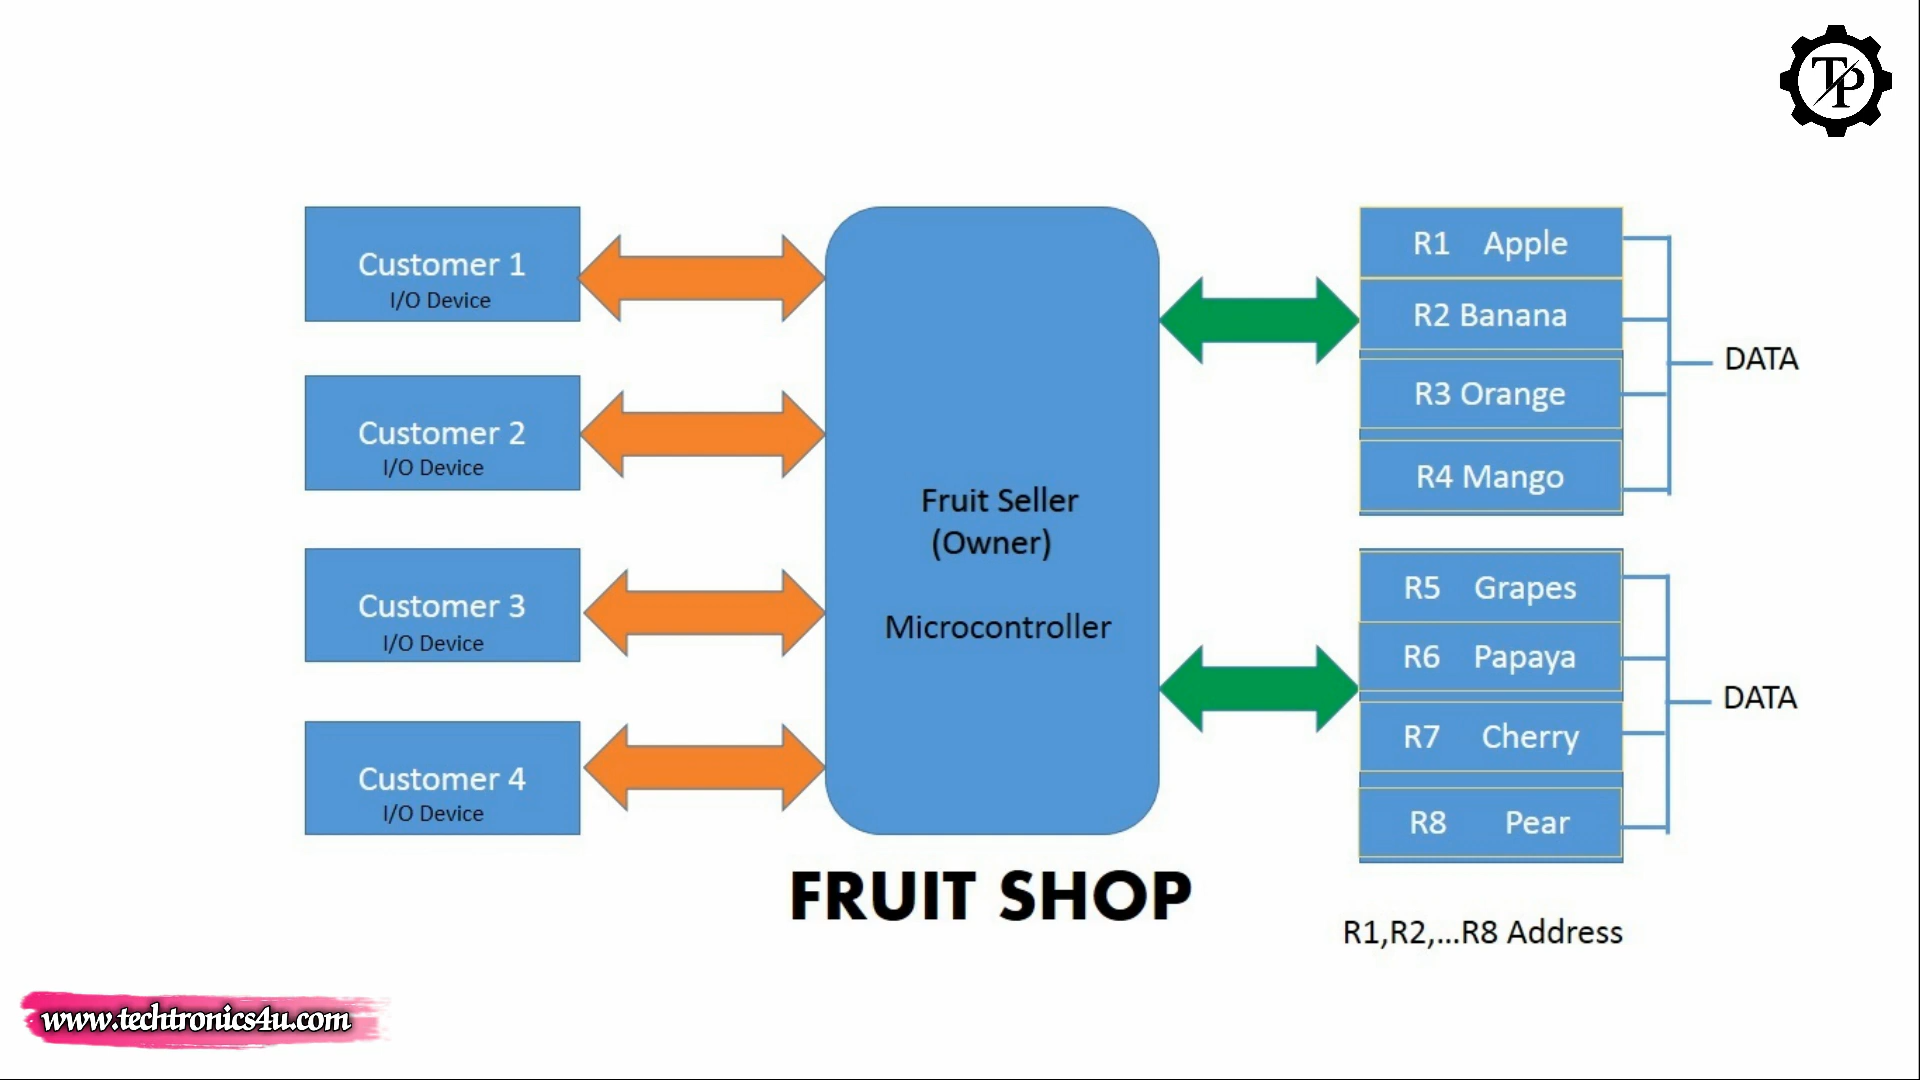 TP
Customer 1
I/O Device
Customer 2
I/O Device
Customer 3
I/O Device
Customer 4
I/O Device
Fruit Seller
(Owner)
Microcontroller
R1 Apple
R2 Banana
R3 Orange
R4 Mango
DATA
R5 Grapes
R6 Papaya
R7 Cherry
R8 Pear
DATA
FRUIT SHOP
R1,R2,...R8 Address
www.techtronics4u.com